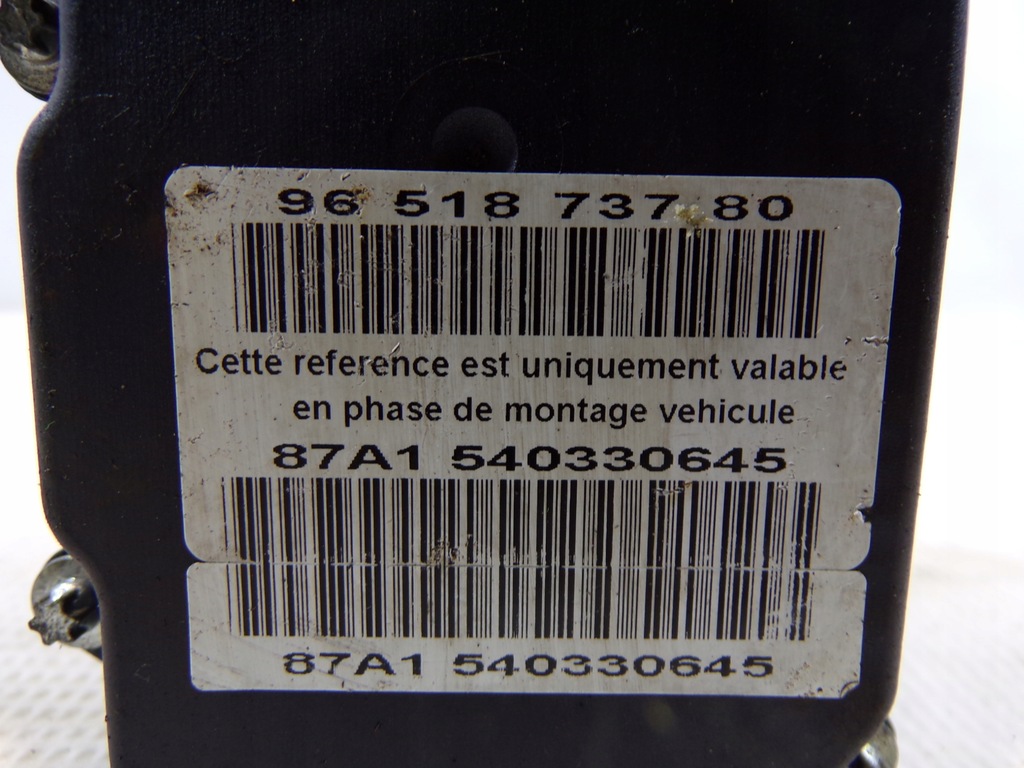 96 518 737 80
Cette reference est uniquement valable
en phase de montage vehicule
87A1 540330645
87A1 540330645